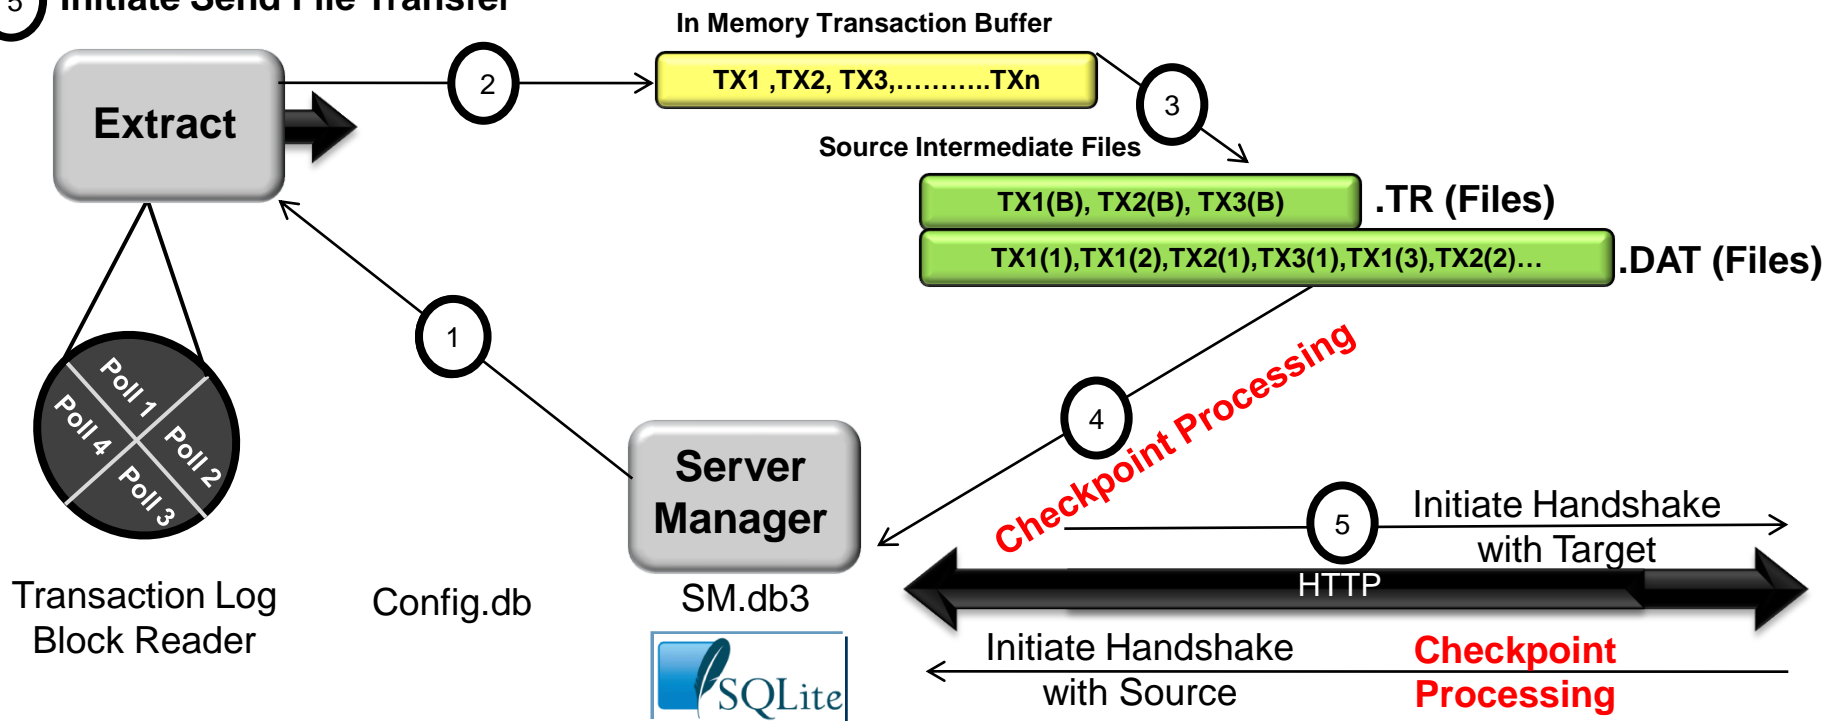 5 Initiate Send File Transfer
In Memory Transaction Buffer
TX1 ,TX2, TX3,………..TXn
2
3
Extract
Source Intermediate Files
TX1(B), TX2(B), TX3(B)
.TR (Files)
TX1(1),TX1(2),TX2(1),TX3(1),TX1(3),TX2(2)…
.DAT (Files)
1
Poll 1
Poll 2
Poll 3
Poll 4
4
Checkpoint Processing
Server
Manager
5
Initiate Handshake
with Target
HTTP
Transaction Log
Block Reader
Config.db
SM.db3
SQLite
Initiate Handshake
with Source
Checkpoint
Processing